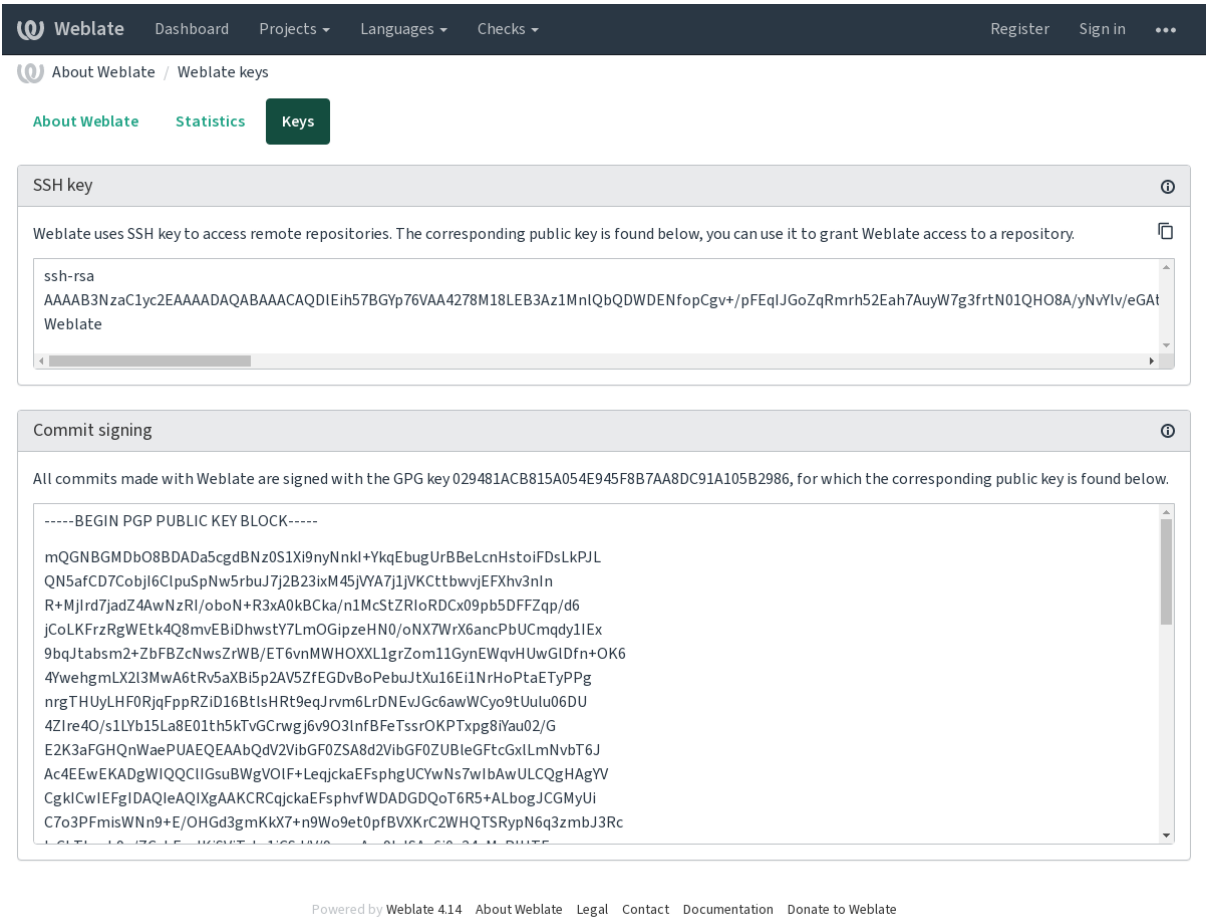 Weblate Dashboard Projects Languages Checks Register Sign in
About Weblate / Weblate keys
About Weblate Statistics Keys
SSH key
Weblate uses SSH key to access remote repositories. The corresponding public key is found below, you can use it to grant Weblate access to a repository.
ssh-rsa
AAAAB3NzaC1yc2EAAAADAQABAAACAQDlEih57BGYp76VAA4278M18LEB3Az1MnlQbQDWDENfopCgv+/pFEqIJGoZqRmrh52Eah7AuyW7g3frtN01QHO8A/yNvYlv/eGAt
Weblate
Commit signing
All commits made with Weblate are signed with the GPG key 029481ACB815A054E945F8B7AA8DC91A105B2986, for which the corresponding public key is found below.
-----BEGIN PGP PUBLIC KEY BLOCK-----
mQGNBGMDbO8BDADa5cgdBNz0S1Xi9nyNnkI+YkqEbugUrBBeLcnHstoiFDsLkPJL
QN5afCD7CobjI6ClpuSpNw5rbuJ7j2B23ixM45jVYA7j1jVKCttbwvjEFXhv3nIn
R+MjIrd7jadZ4AwNzRI/oboN+R3xA0kBCka/n1McStZRIoRDCx09pb5DFFZqp/d6
jCoLKFrzRgWEtk4Q8mvEBiDhwstY7LmOGipzeHN0/oNX7WrX6ancPbUCmqdy1IEx
9bqJtabsm2+ZbFBZcNwsZrWB/ET6vnMWHOXXL1grZom11GynEWqvHUwGlDfn+OK6
4YwehgmLX2l3MwA6tRv5aXBi5p2AV5ZfEGDvBoPebuJtXu16Ei1NrHoPtaETyPPg
nrgTHUyLHF0RjqFppRZiD16BtlsHRt9eqJrvm6LrDNEvJGc6awWCyo9tUulu06DU
4ZIre4O/s1LYb15La8E01th5kTvGCrwgj6v9O3lnfBFeTssrOKPTxpg8iYau02/G
E2K3aFGHQnWaePUAEQEAAbQdV2VibGF0ZSA8d2VibGF0ZUBleGFtcGxlLmNvbT6J
Ac4EEwEKADgWIQQClIGsuBWgVOlF+LeqjckaEFsphgUCYwNs7wIbAwULCQgHAgYV
CgkICwIEFgIDAQIeAQIXgAAKCRCqjckaEFsphvfWDADGDQoT6R5+ALbogJCGMyUi
C7o3PFmisWNn9+E/OHGd3gmKkX7+n9Wo9et0pfBVXKrC2WHQTSRypN6q3zmbJ3Rc
Powered by Weblate 4.14 About Weblate Legal Contact Documentation Donate to Weblate